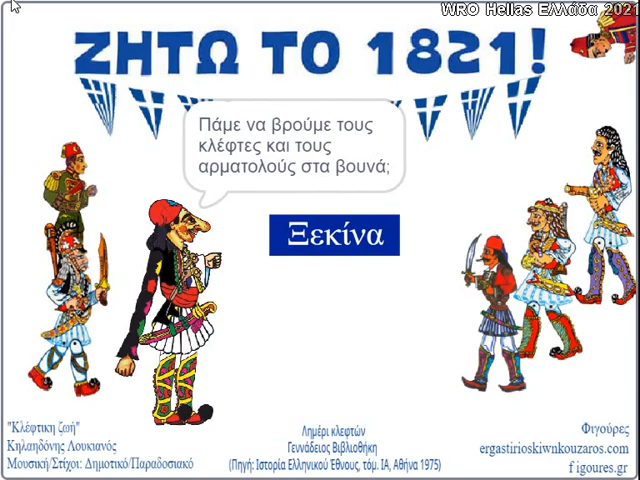 WRO Hellas Ελλάδα 2021
ΖΗΤΩ ΤΟ 1821!
Πάμε να βρούμε τους
κλέφτες και τους
αρματολούς στα βουνά;
Ξεκίνα
"Κλέφτικη ζωή"
Κηλαηδόνης Λουκιανός
Μουσική/Στίχοι: Δημοτικό/Παραδοσιακό
Λημέρι κλεφτών
Γεννάδειος Βιβλιοθήκη
(Πηγή: Ιστορία Ελληνικού Έθνους, τόμ. ΙΑ, Αθήνα 1975)
Φιγούρες
ergastirioskiwnkouzaros.com
figoures.gr